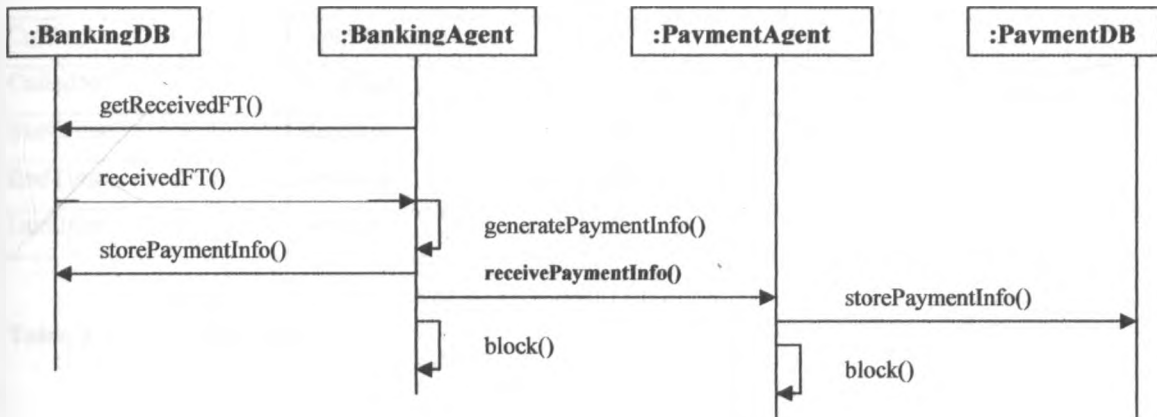 :BankingDB
:BankingAgent
:PaymentAgent
:PaymentDB
getReceivedFT()
receivedFT()
generatePaymentInfo()
storePaymentInfo()
receivePaymentInfo()
storePaymentInfo()
block()
block()